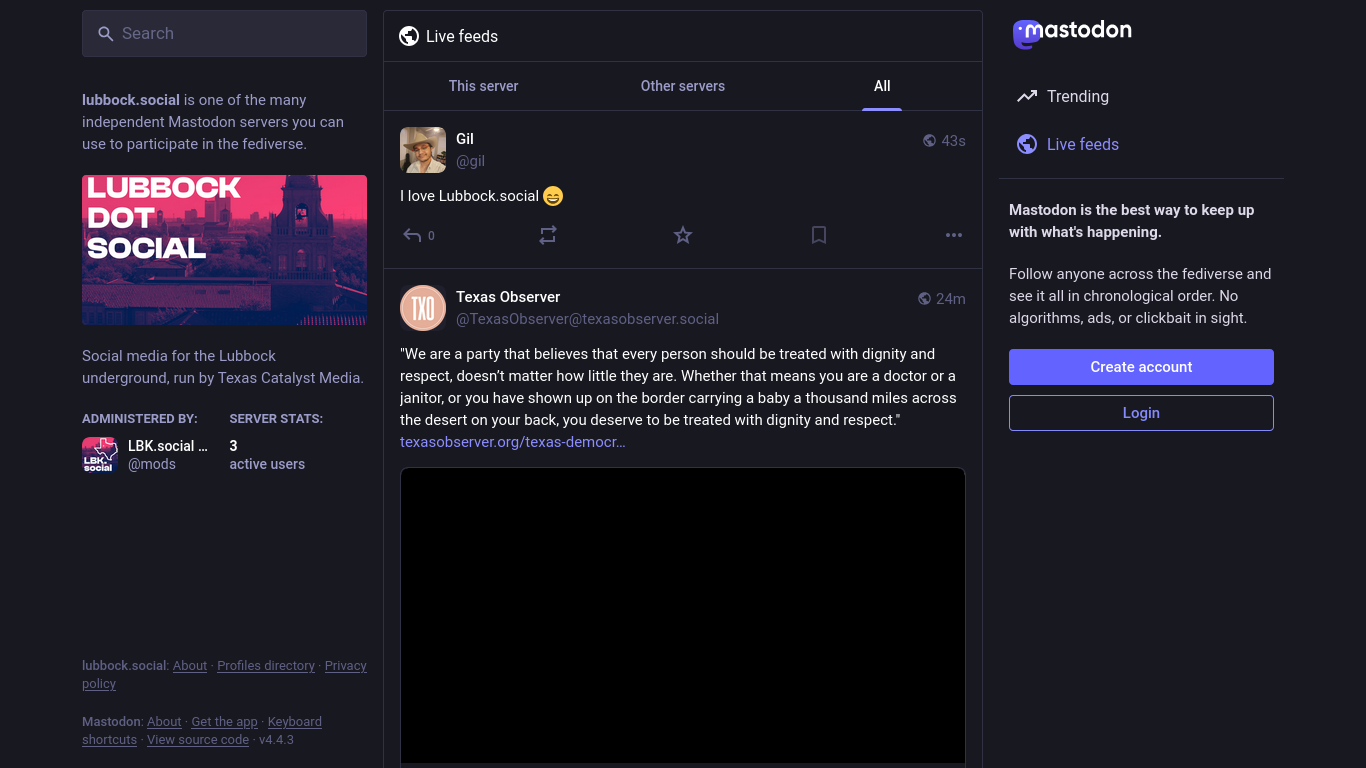 Search
lubbock.social is one of the many
independent Mastodon servers you can
use to participate in the fediverse.
LUBBOCK
DOT
SOCIAL
Social media for the Lubbock
underground, run by Texas Catalyst Media.
ADMINISTERED BY:
LBK.social ...
@mods
LBK.
social
SERVER STATS:
3
active users
lubbock.social: About · Profiles directory · Privacy
policy
Mastodon: About · Get the app · Keyboard
shortcuts · View source code · v4.4.3
Live feeds
This server
Other servers
All
Gil
@gil
43s
I love Lubbock.social 😄
0
TXO
Texas Observer
@TexasObserver@texasobserver.social
24m
"We are a party that believes that every person should be treated with dignity and
respect, doesn’t matter how little they are. Whether that means you are a doctor or a
janitor, or you have shown up on the border carrying a baby a thousand miles across
the desert on your back, you deserve to be treated with dignity and respect."
texasobserver.org/texas-democr…
mastodon
Trending
Live feeds
Mastodon is the best way to keep up
with what's happening.
Follow anyone across the fediverse and
see it all in chronological order. No
algorithms, ads, or clickbait in sight.
Create account
Login